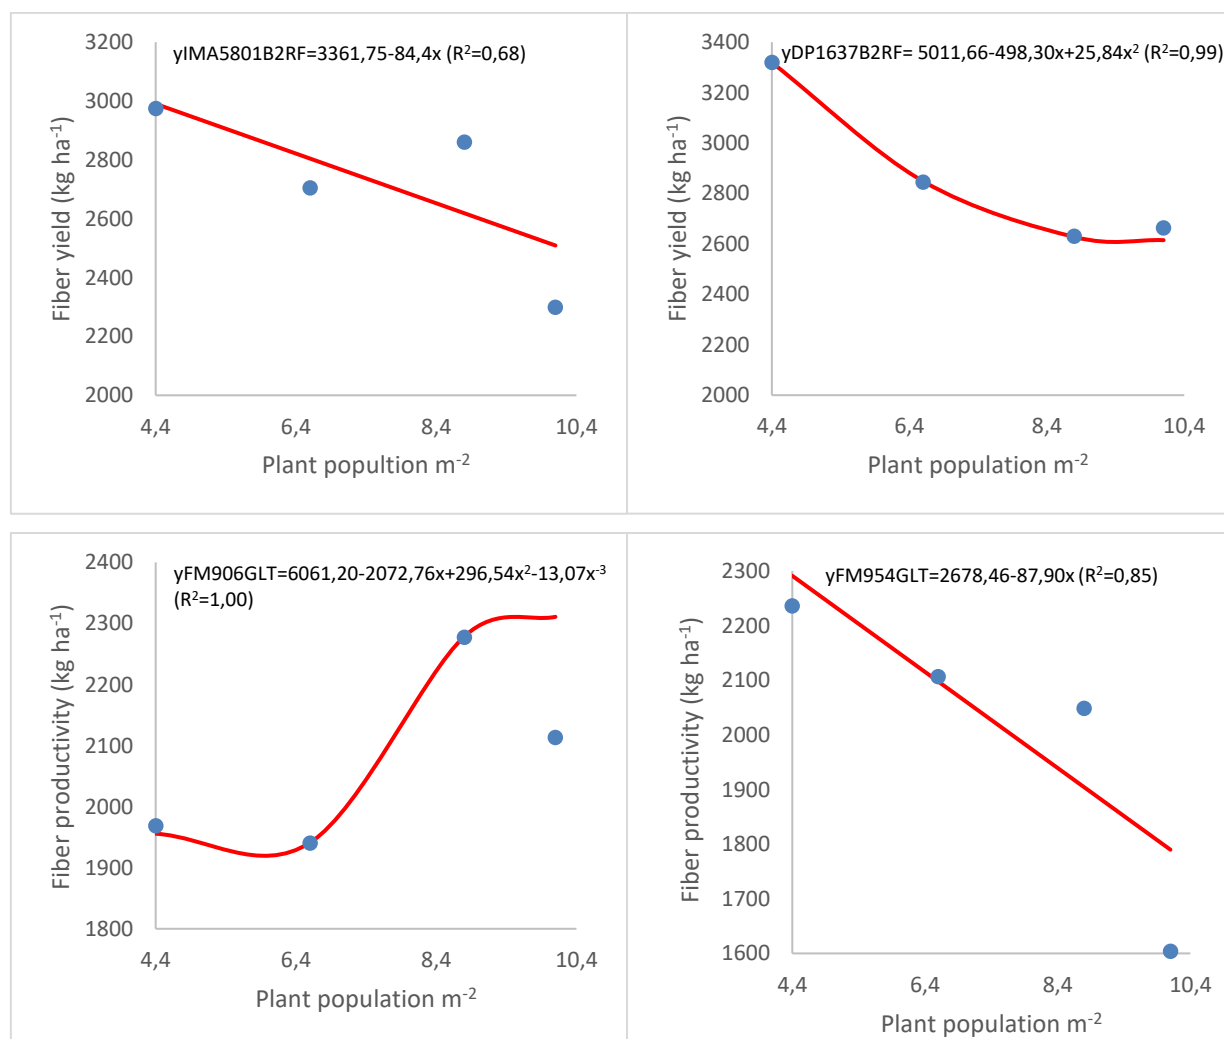 yIMA5801B2RF=3361,75-84,4x (R²=0,68)
3200
3000
2800
2600
2400
2200
2000
Fiber yield (kg ha⁻¹)
4,4 6,4 8,4 10,4
Plant popultion m⁻²
yDP1637B2RF= 5011,66-498,30x+25,84x² (R²=0,99)
3400
3200
3000
2800
2600
2400
2200
2000
Fiber yield (kg ha⁻¹)
4,4 6,4 8,4 10,4
Plant population m⁻²
yFM906GLT=6061,20-2072,76x+296,54x²-13,07x⁻³
(R²=1,00)
2400
2300
2200
2100
2000
1900
1800
Fiber productivity (kg ha⁻¹)
4,4 6,4 8,4 10,4
Plant population m⁻²
yFM954GLT=2678,46-87,90x (R²=0,85)
2300
2200
2100
2000
1900
1800
1700
1600
Fiber productivity (kg ha⁻¹)
4,4 6,4 8,4 10,4
Plant population m⁻²